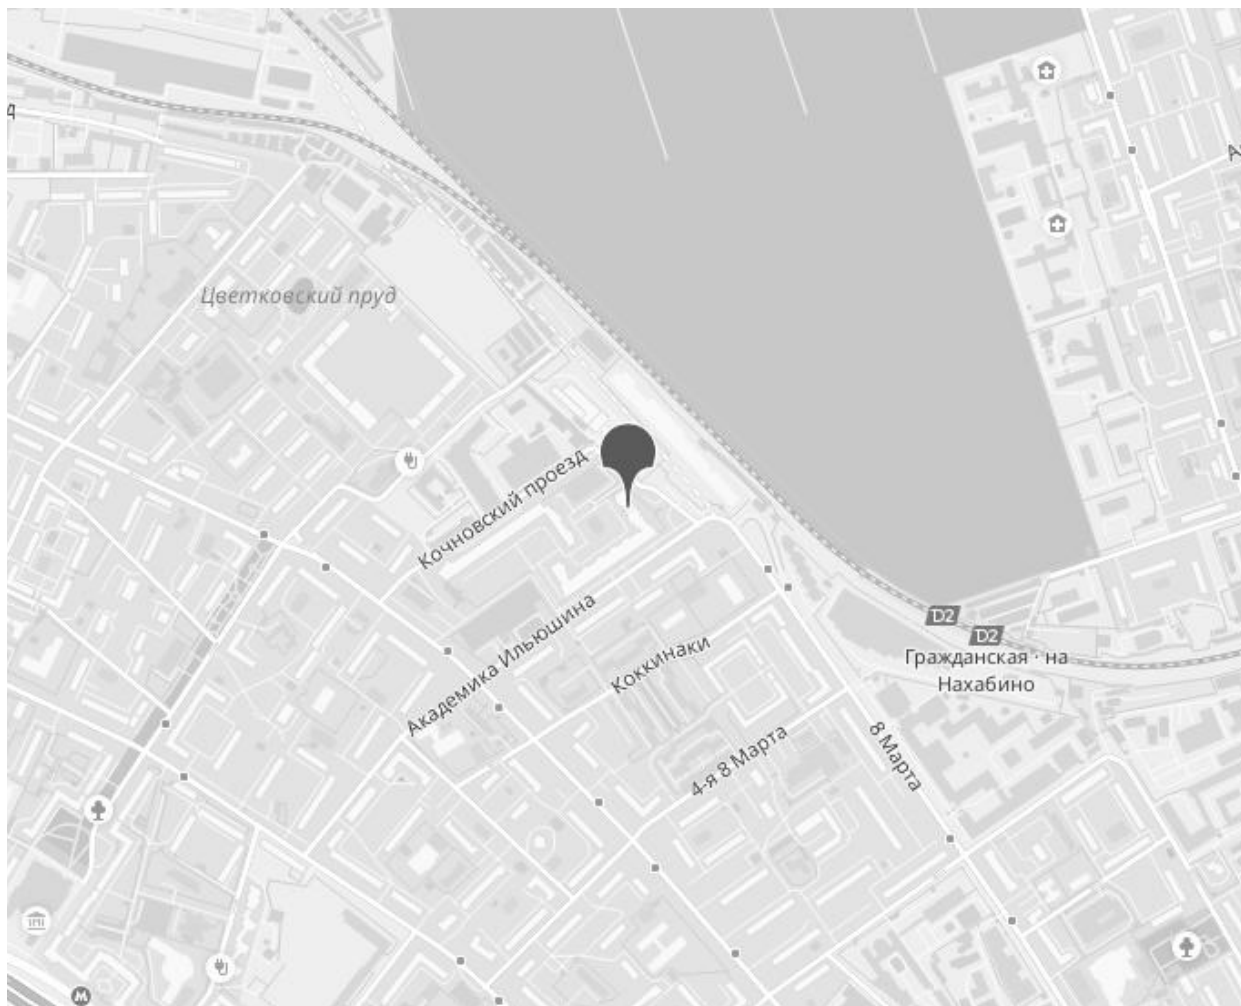 Цветковский пруд
Кочновский проезд
Академика Ильюшина
Коккинаки
D2
D2
Гражданская · на
Нахабино
4-я 8 Марта
8 Марта
М